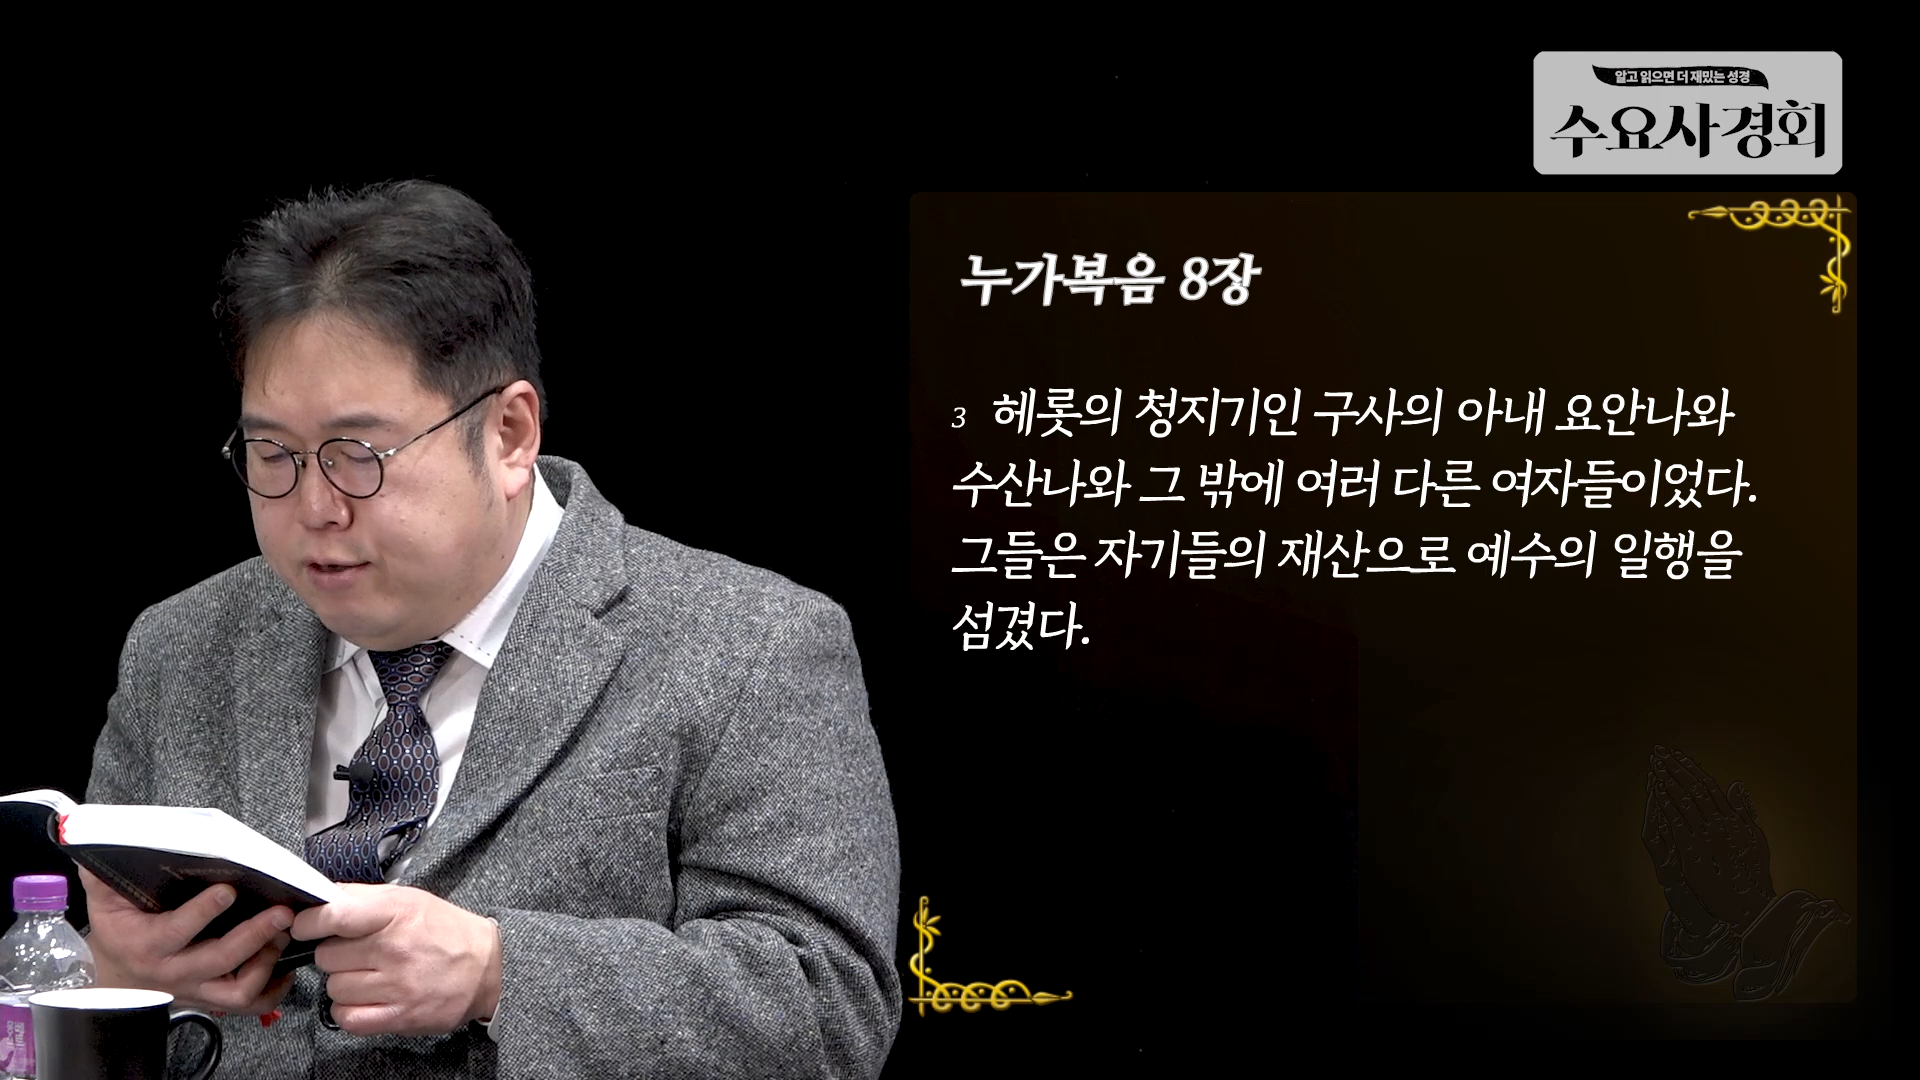 알고 읽으면 더 재밌는 성경
수요사경회
누가복음 8장
3 헤롯의 청지기인 구사의 아내 요안나와
수산나와 그 밖에 여러 다른 여자들이었다.
그들은 자기들의 재산으로 예수의 일행을
섬겼다.